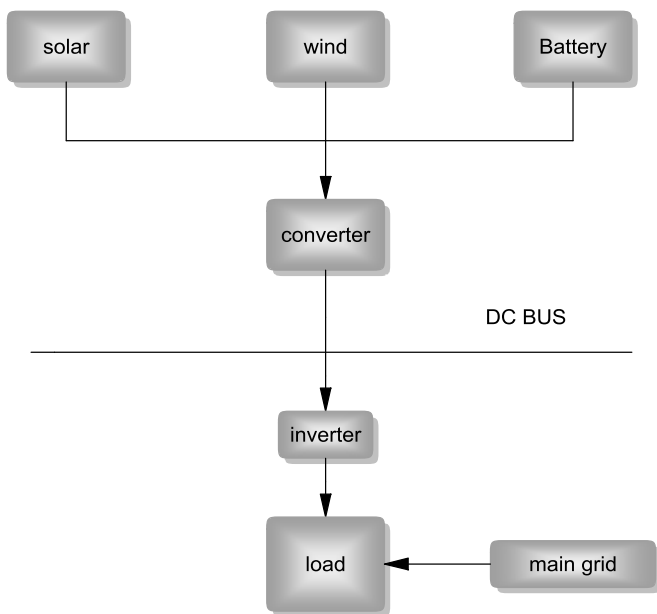 solar
wind
Battery
converter
DC BUS
inverter
load
main grid